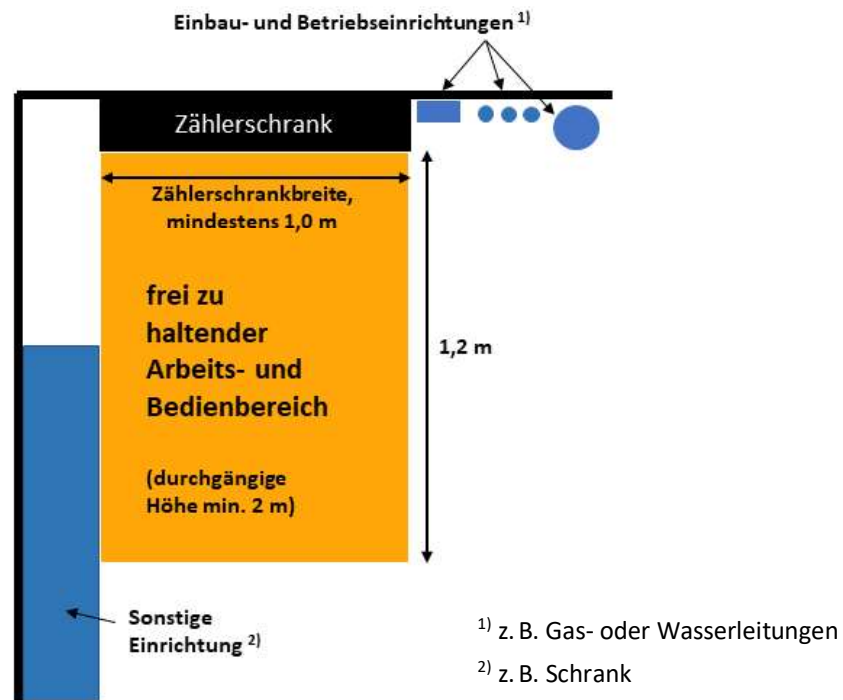 Einbau- und Betriebseinrichtungen 1)
Zählerschrank
Zählerschrankbreite,
mindestens 1,0 m
frei zu
haltender
Arbeits- und
Bedienbereich
1,2 m
(durchgängige
Höhe min. 2 m)
Sonstige
Einrichtung 2)
1) z. B. Gas- oder Wasserleitungen
2) z. B. Schrank